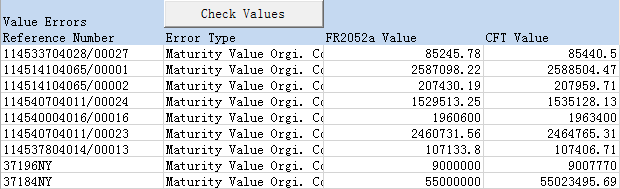 Check Values
Value Errors
Reference Number Error Type FR2052a Value CFT Value
114533704028/00027 Maturity Value Orgi. Co 85245.78 85440.5
114514104065/00001 Maturity Value Orgi. Co 2587098.22 2588504.47
114514104065/00002 Maturity Value Orgi. Co 207430.19 207959.71
114540704011/00024 Maturity Value Orgi. Co 1529513.25 1535128.13
114540004016/00016 Maturity Value Orgi. Co 1960600 1963400
114540704011/00023 Maturity Value Orgi. Co 2460731.56 2464765.31
114537804014/00013 Maturity Value Orgi. Co 107133.8 107406.71
37196NY Maturity Value Orgi. Co 9000000 9007770
37184NY Maturity Value Orgi. Co 55000000 55023495.69